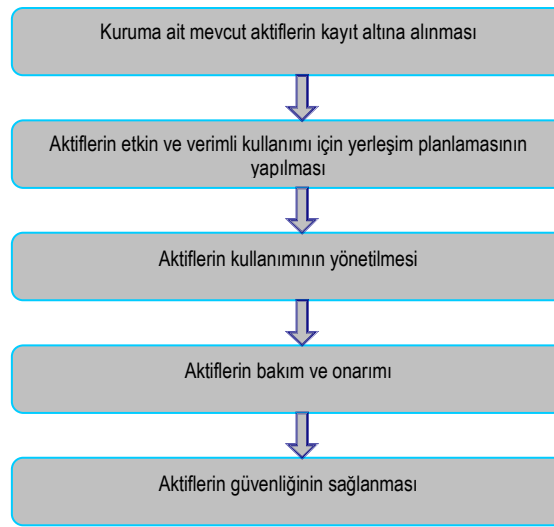 Kuruma ait mevcut aktiflerin kayıt altına alınması
Aktiflerin etkin ve verimli kullanımı için yerleşim planlamasının
yapılması
Aktiflerin kullanımının yönetilmesi
Aktiflerin bakım ve onarımı
Aktiflerin güvenliğinin sağlanması